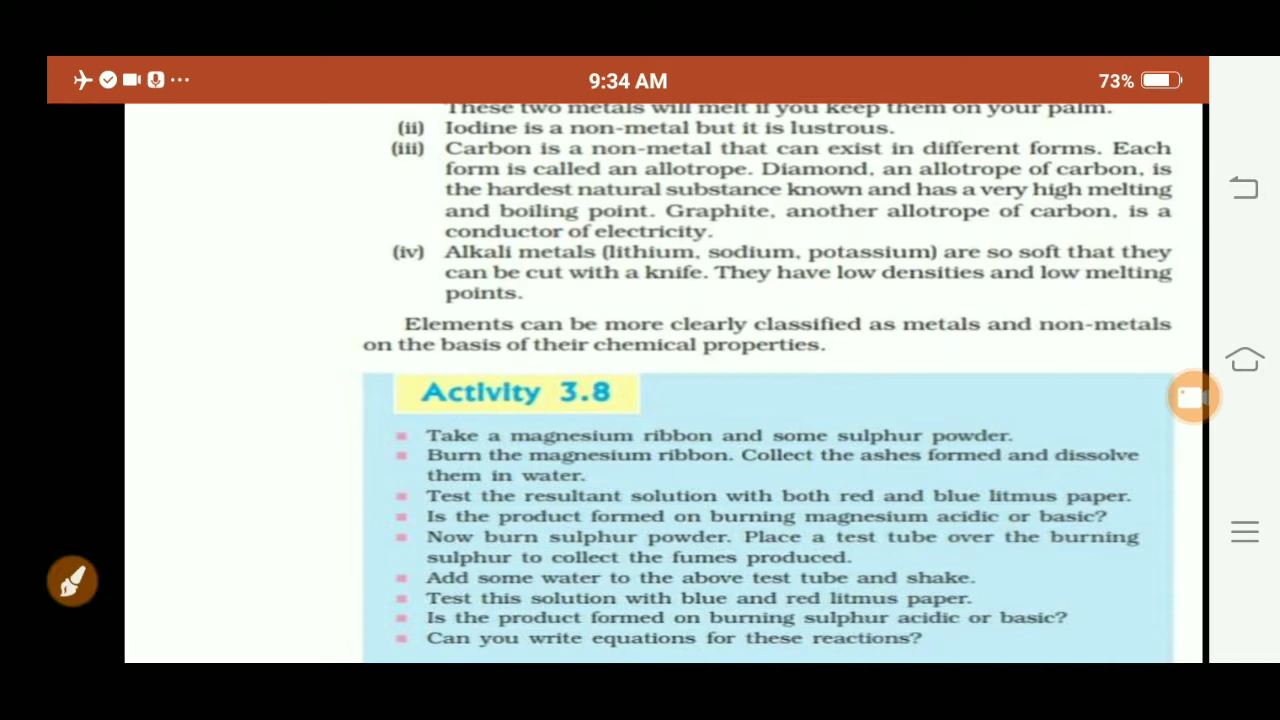 9:34 AM
73%
These two metals will melt if you keep them on your palm.
(ii) Iodine is a non-metal but it is lustrous.
(iii) Carbon is a non-metal that can exist in different forms. Each
form is called an allotrope. Diamond, an allotrope of carbon, is
the hardest natural substance known and has a very high melting
and boiling point. Graphite, another allotrope of carbon, is a
conductor of electricity.
(iv) Alkali metals (lithium, sodium, potassium) are so soft that they
can be cut with a knife. They have low densities and low melting
points.
Elements can be more clearly classified as metals and non-metals
on the basis of their chemical properties.
Activity 3.8
Take a magnesium ribbon and some sulphur powder.
Burn the magnesium ribbon. Collect the ashes formed and dissolve
them in water.
Test the resultant solution with both red and blue litmus paper.
Is the product formed on burning magnesium acidic or basic?
Now burn sulphur powder. Place a test tube over the burning
sulphur to collect the fumes produced.
Add some water to the above test tube and shake.
Test this solution with blue and red litmus paper.
Is the product formed on burning sulphur acidic or basic?
Can you write equations for these reactions?